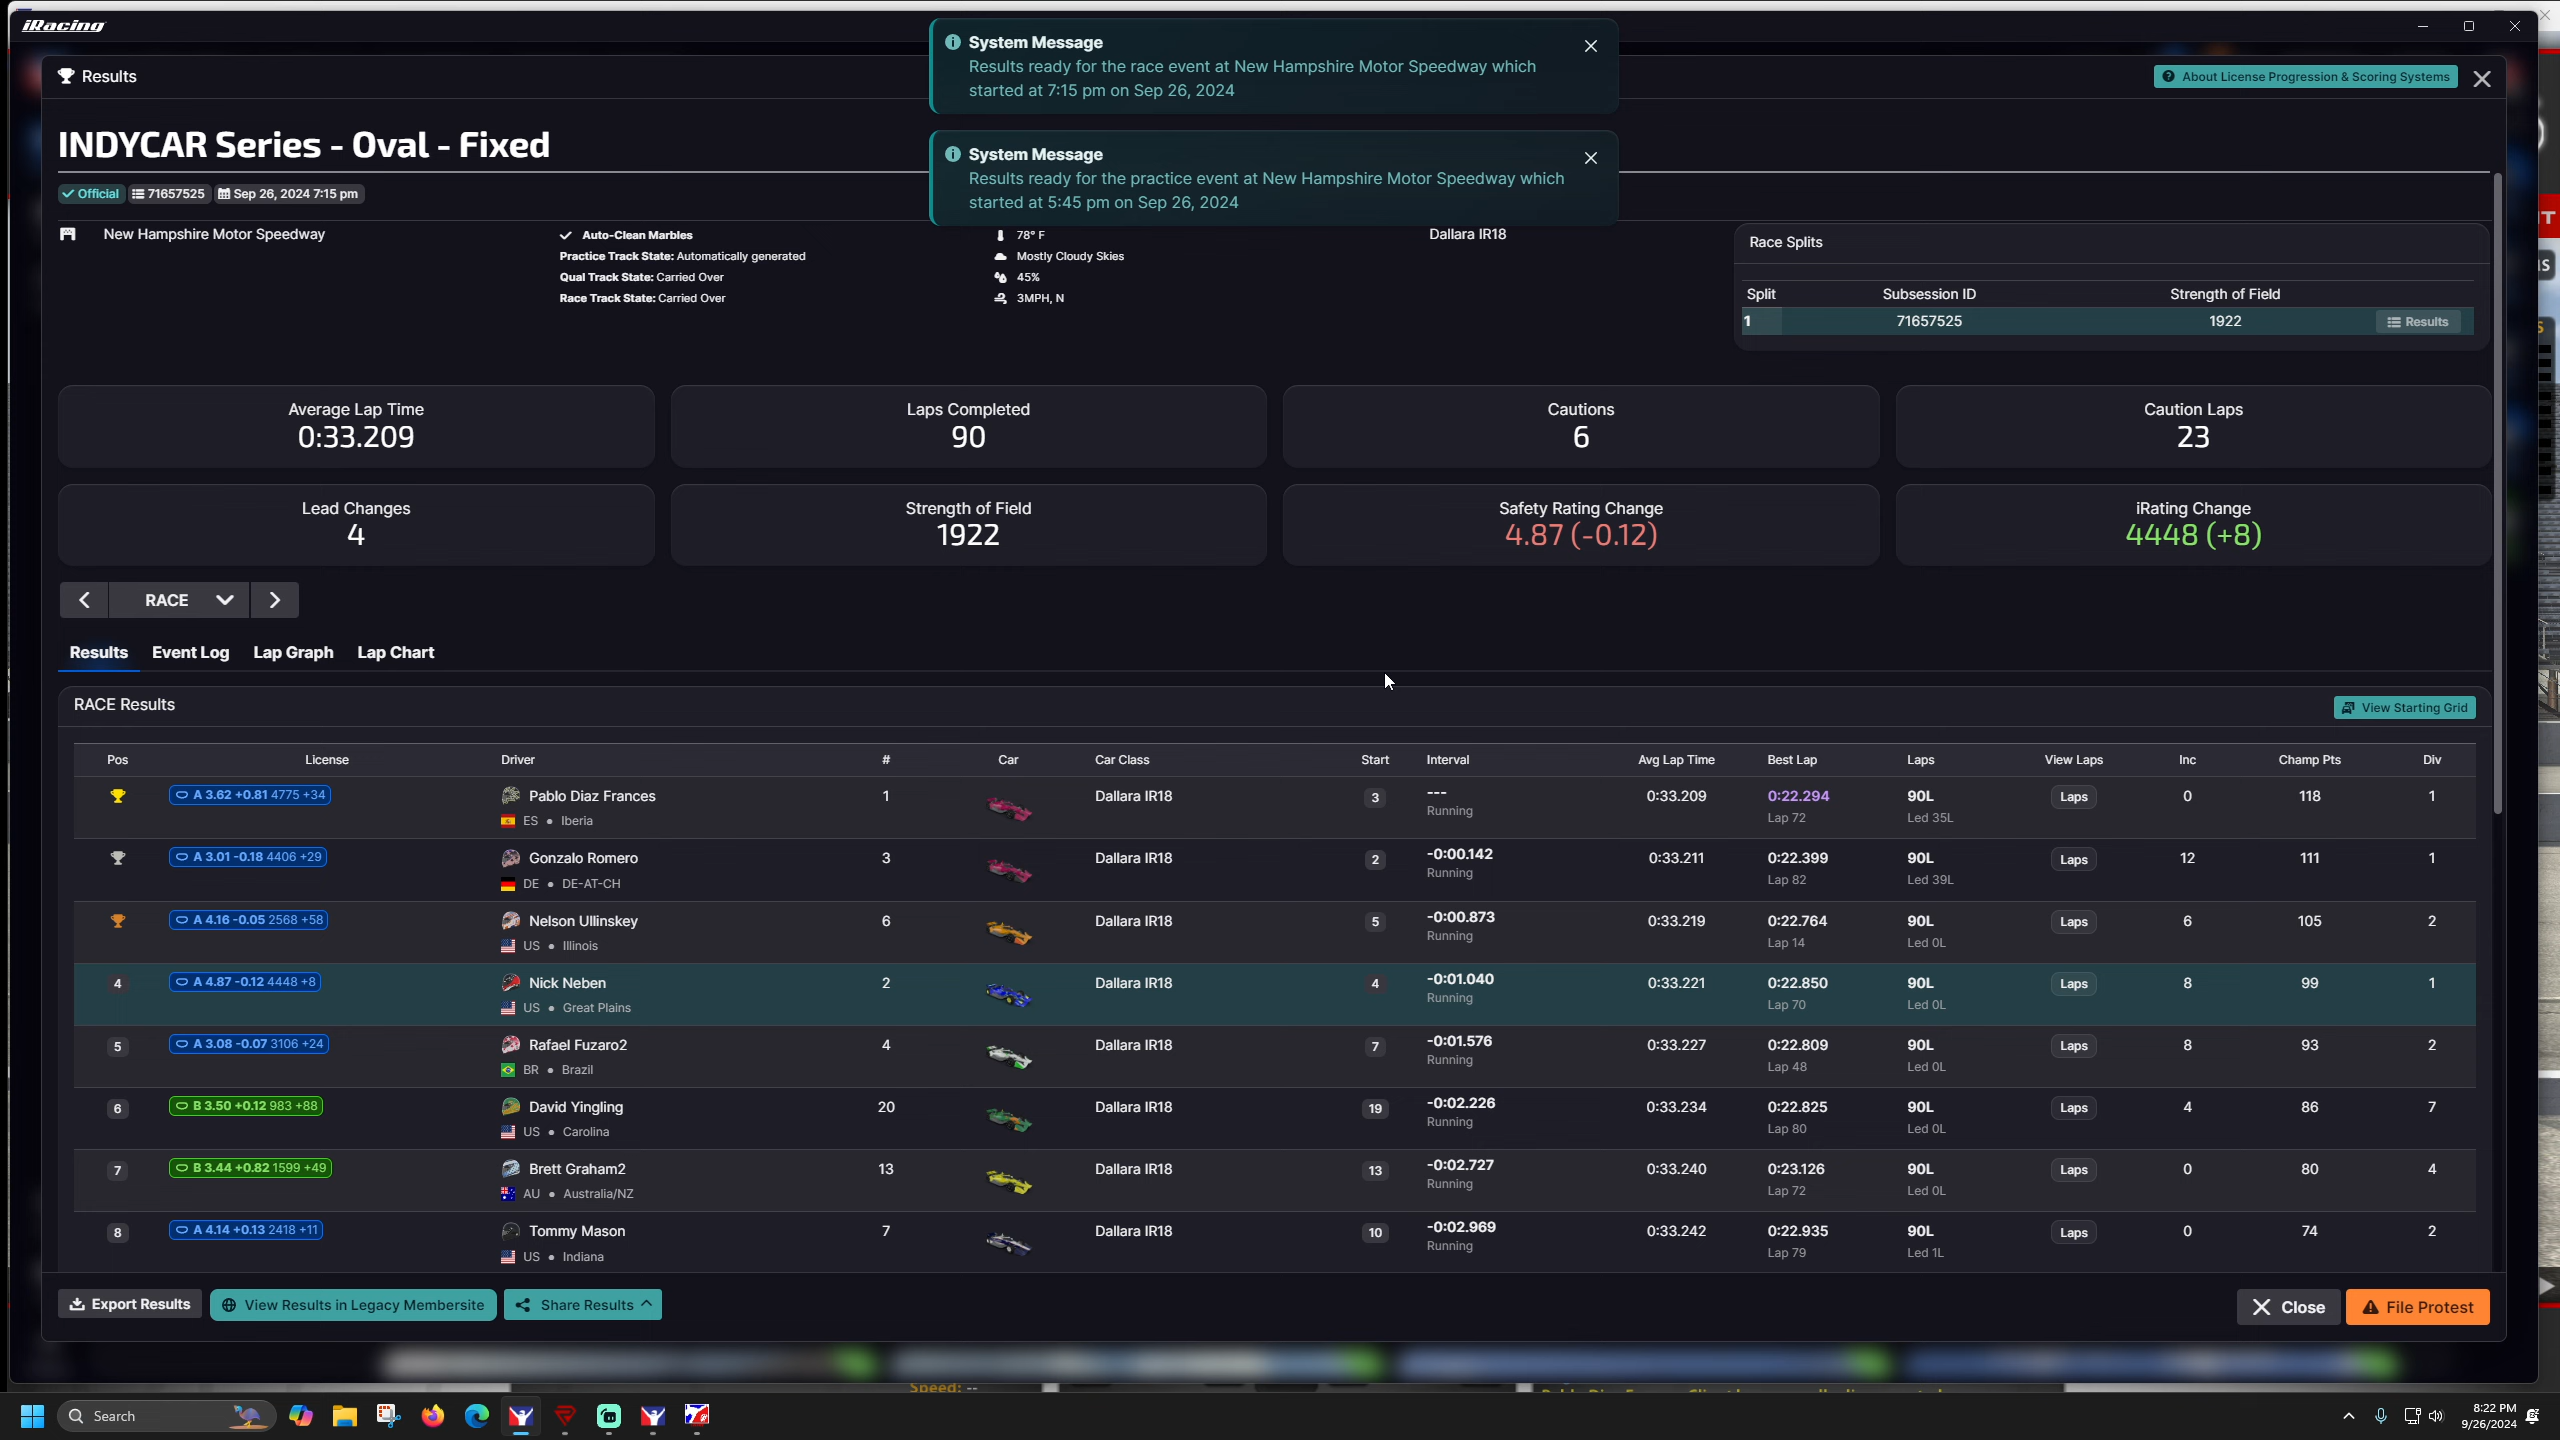 iRacing
System Message
Results ready for the race event at New Hampshire Motor Speedway which
started at 7:15 pm on Sep 26, 2024
System Message
Results ready for the practice event at New Hampshire Motor Speedway which
started at 5:45 pm on Sep 26, 2024
Results
About License Progression & Scoring Systems
INDYCAR Series - Oval - Fixed
Official 71657525 Sep 26, 2024 7:15 pm
New Hampshire Motor Speedway
Auto-Clean Marbles
Practice Track State: Automatically generated
Qual Track State: Carried Over
Race Track State: Carried Over
78° F
Mostly Cloudy Skies
45%
3MPH, N
Dallara IR18
Race Splits
Split Subsession ID Strength of Field
1 71657525 1922 Results
Average Lap Time
0:33.209
Laps Completed
90
Cautions
6
Caution Laps
23
Lead Changes
4
Strength of Field
1922
Safety Rating Change
4.87 (-0.12)
iRating Change
4448 (+8)
RACE
Results Event Log Lap Graph Lap Chart
RACE Results
View Starting Grid
Pos License Driver # Car Car Class Start Interval Avg Lap Time Best Lap Laps View Laps Inc Champ Pts Div
A 3.62 +0.81 4775 +34 Pablo Diaz Frances 1 Dallara IR18 3 --- 0:33.209 0:22.294 90L Laps 0 118 1
ES • Iberia Running Lap 72 Led 35L
A 3.01 -0.18 4406 +29 Gonzalo Romero 3 Dallara IR18 2 -0:00.142 0:33.211 0:22.399 90L Laps 12 111 1
DE • DE-AT-CH Running Lap 82 Led 39L
A 4.16 -0.05 2568 +58 Nelson Ullinskey 6 Dallara IR18 5 -0:00.873 0:33.219 0:22.764 90L Laps 6 105 2
US • Illinois Running Lap 14 Led 0L
4 A 4.87 -0.12 4448 +8 Nick Neben 2 Dallara IR18 4 -0:01.040 0:33.221 0:22.850 90L Laps 8 99 1
US • Great Plains Running Lap 70 Led 0L
5 A 3.08 -0.07 3106 +24 Rafael Fuzaro2 4 Dallara IR18 7 -0:01.576 0:33.227 0:22.809 90L Laps 8 93 2
BR • Brazil Running Lap 48 Led 0L
6 B 3.50 +0.12 983 +88 David Yingling 20 Dallara IR18 19 -0:02.226 0:33.234 0:22.825 90L Laps 4 86 7
US • Carolina Running Lap 80 Led 0L
7 B 3.44 +0.82 1599 +49 Brett Graham2 13 Dallara IR18 13 -0:02.727 0:33.240 0:23.126 90L Laps 0 80 4
AU • Australia/NZ Running Lap 72 Led 0L
8 A 4.14 +0.13 2418 +11 Tommy Mason 7 Dallara IR18 10 -0:02.969 0:33.242 0:22.935 90L Laps 0 74 2
US • Indiana Running Lap 79 Led 1L
Export Results View Results in Legacy Membersite Share Results
Close File Protest
Speed: --
Search
8:22 PM
9/26/2024